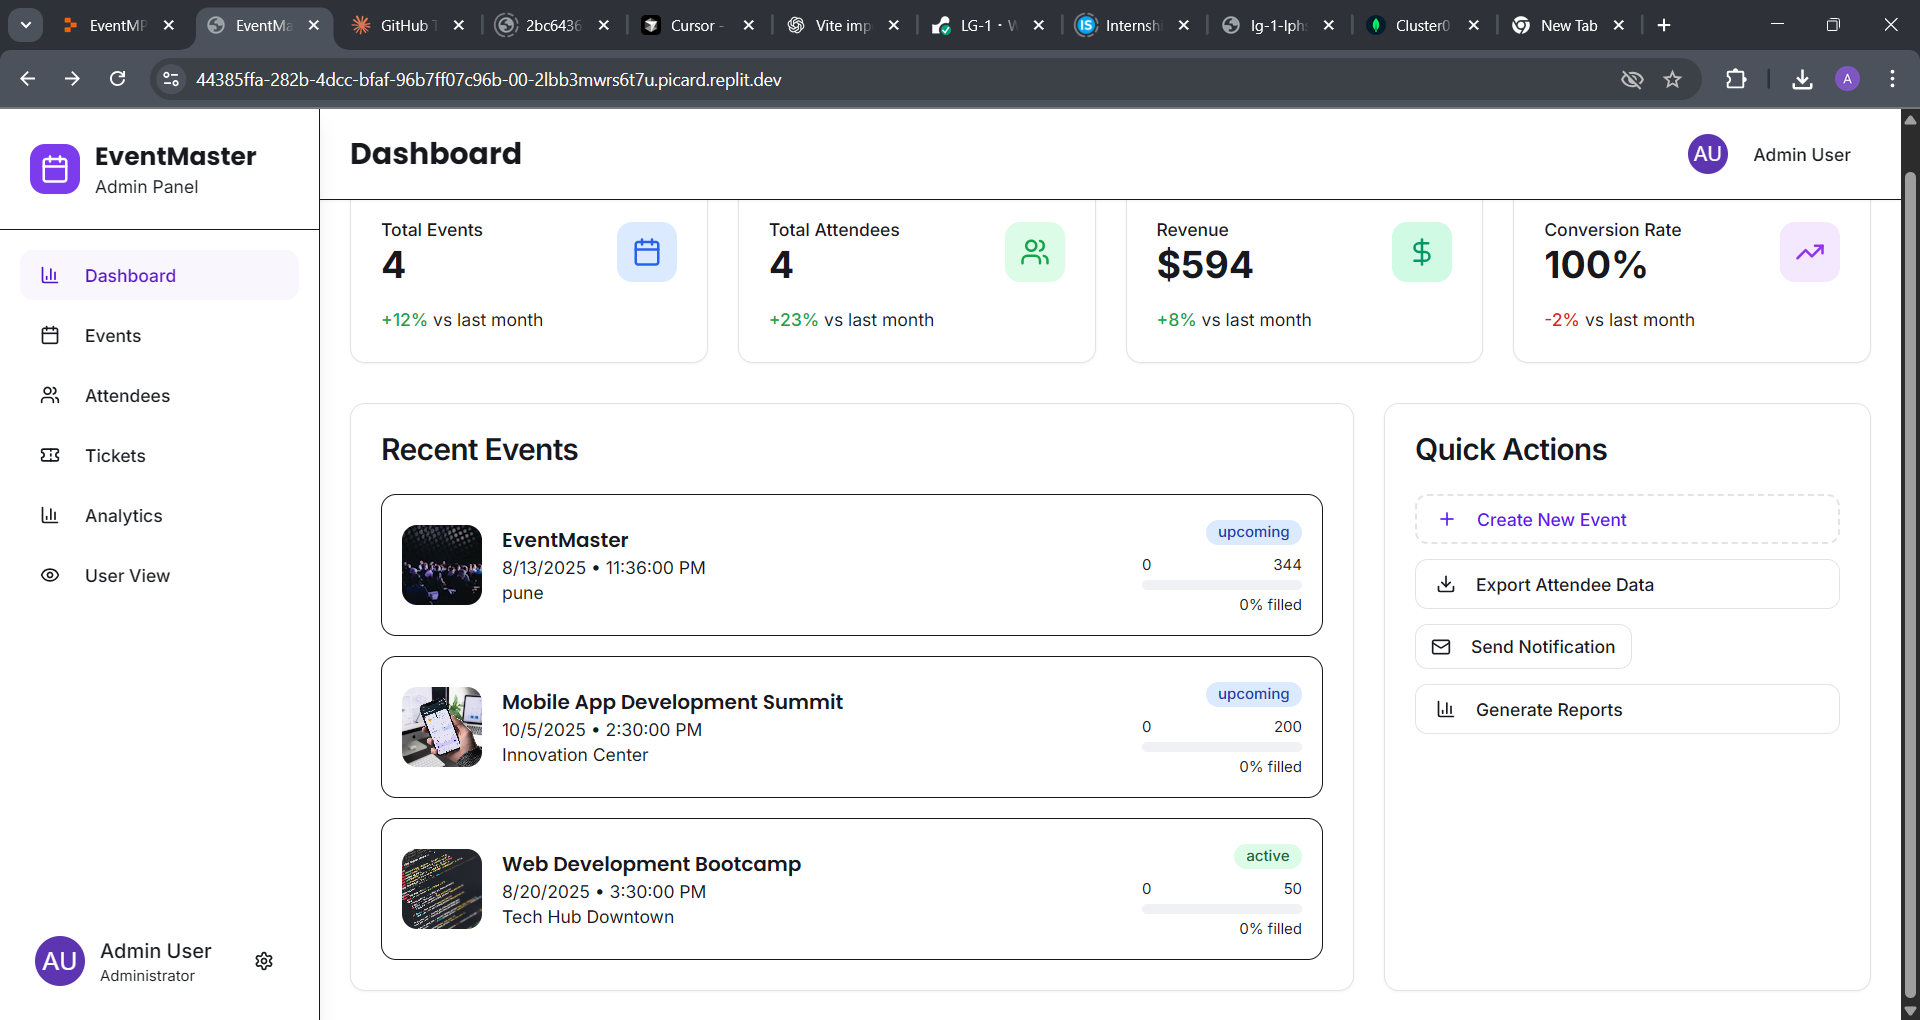 EventMP
EventMa
GitHub T
2bc6436
Cursor -
Vite imp
LG-1 · W
Internshi
lg-1-lphs
Cluster0
New Tab
44385ffa-282b-4dcc-bfaf-96b7ff07c96b-00-2lbb3mwrs6t7u.picard.replit.dev
A
EventMaster
Admin Panel
Dashboard
Events
Attendees
Tickets
Analytics
User View
AU
Admin User
Administrator
Dashboard
AU
Admin User
Total Events
4
+12% vs last month
Total Attendees
4
+23% vs last month
Revenue
$594
+8% vs last month
Conversion Rate
100%
-2% vs last month
Recent Events
EventMaster
8/13/2025 • 11:36:00 PM
pune
upcoming
0 344
0% filled
Mobile App Development Summit
10/5/2025 • 2:30:00 PM
Innovation Center
upcoming
0 200
0% filled
Web Development Bootcamp
8/20/2025 • 3:30:00 PM
Tech Hub Downtown
active
0 50
0% filled
Quick Actions
Create New Event
Export Attendee Data
Send Notification
Generate Reports